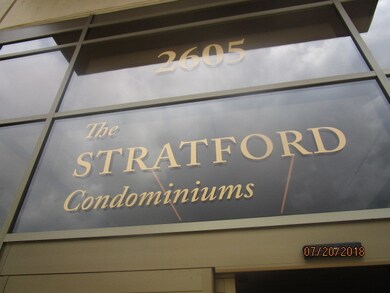 2605
The
STRATFORD
Condominiums
07/20/2018